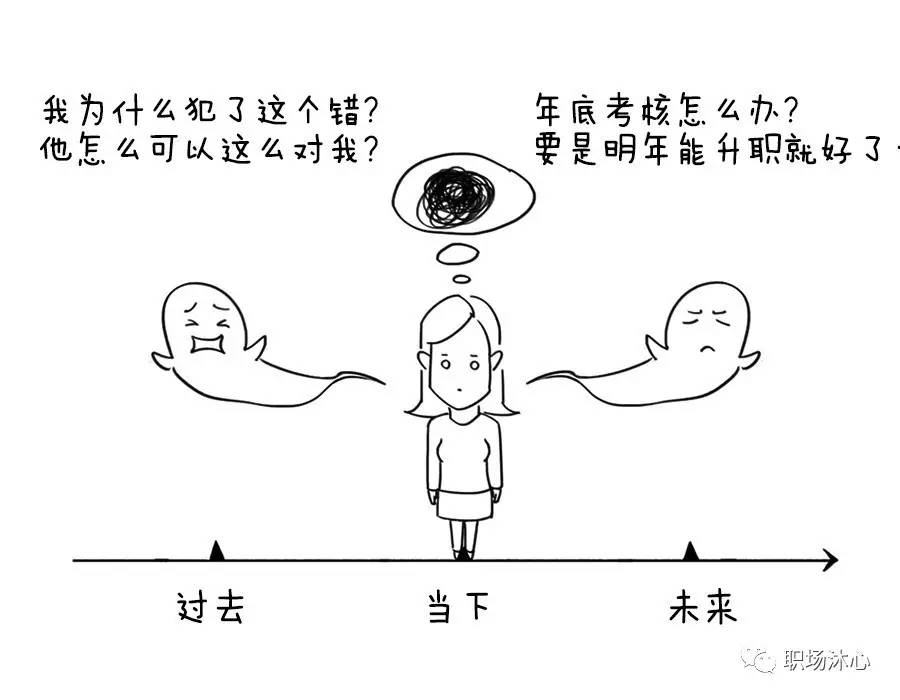 我为什么犯了这个错?
他怎么可以这么对我?
年底考核怎么办?
要是明年能升职就好了
过去
当下
未来
职场沐心